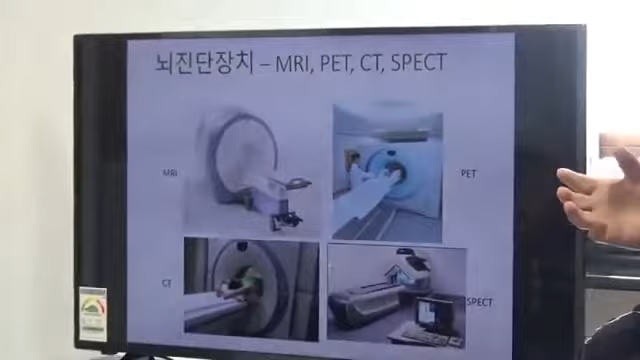 뇌진단장치 – MRI, PET, CT, SPECT
MRI
PET
CT
SPECT